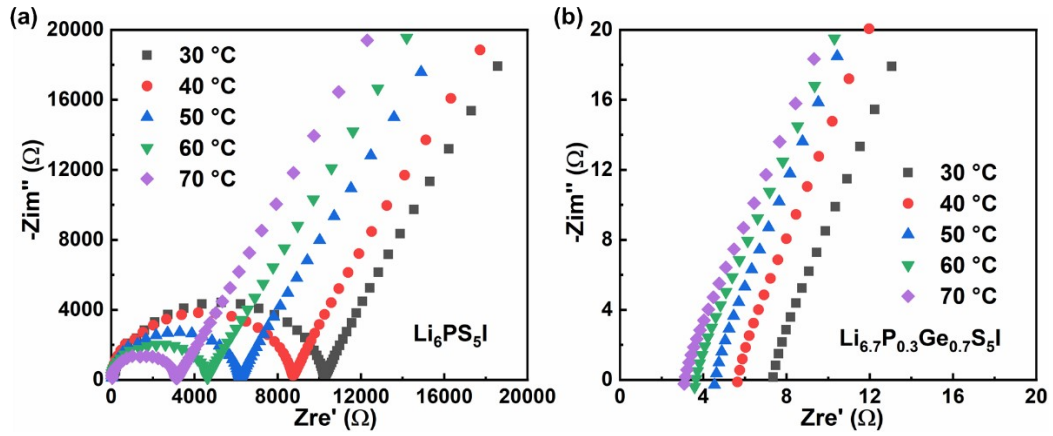 (a)
20000
16000
12000
8000
4000
0
-Zim'' (Ω)
30 °C
40 °C
50 °C
60 °C
70 °C
Li₆PS₅I
0 4000 8000 12000 16000 20000
Zre' (Ω)
(b)
20
16
12
8
4
0
-Zim'' (Ω)
30 °C
40 °C
50 °C
60 °C
70 °C
Li₆.₇P₀.₃Ge₀.₇S₅I
0 4 8 12 16 20
Zre' (Ω)